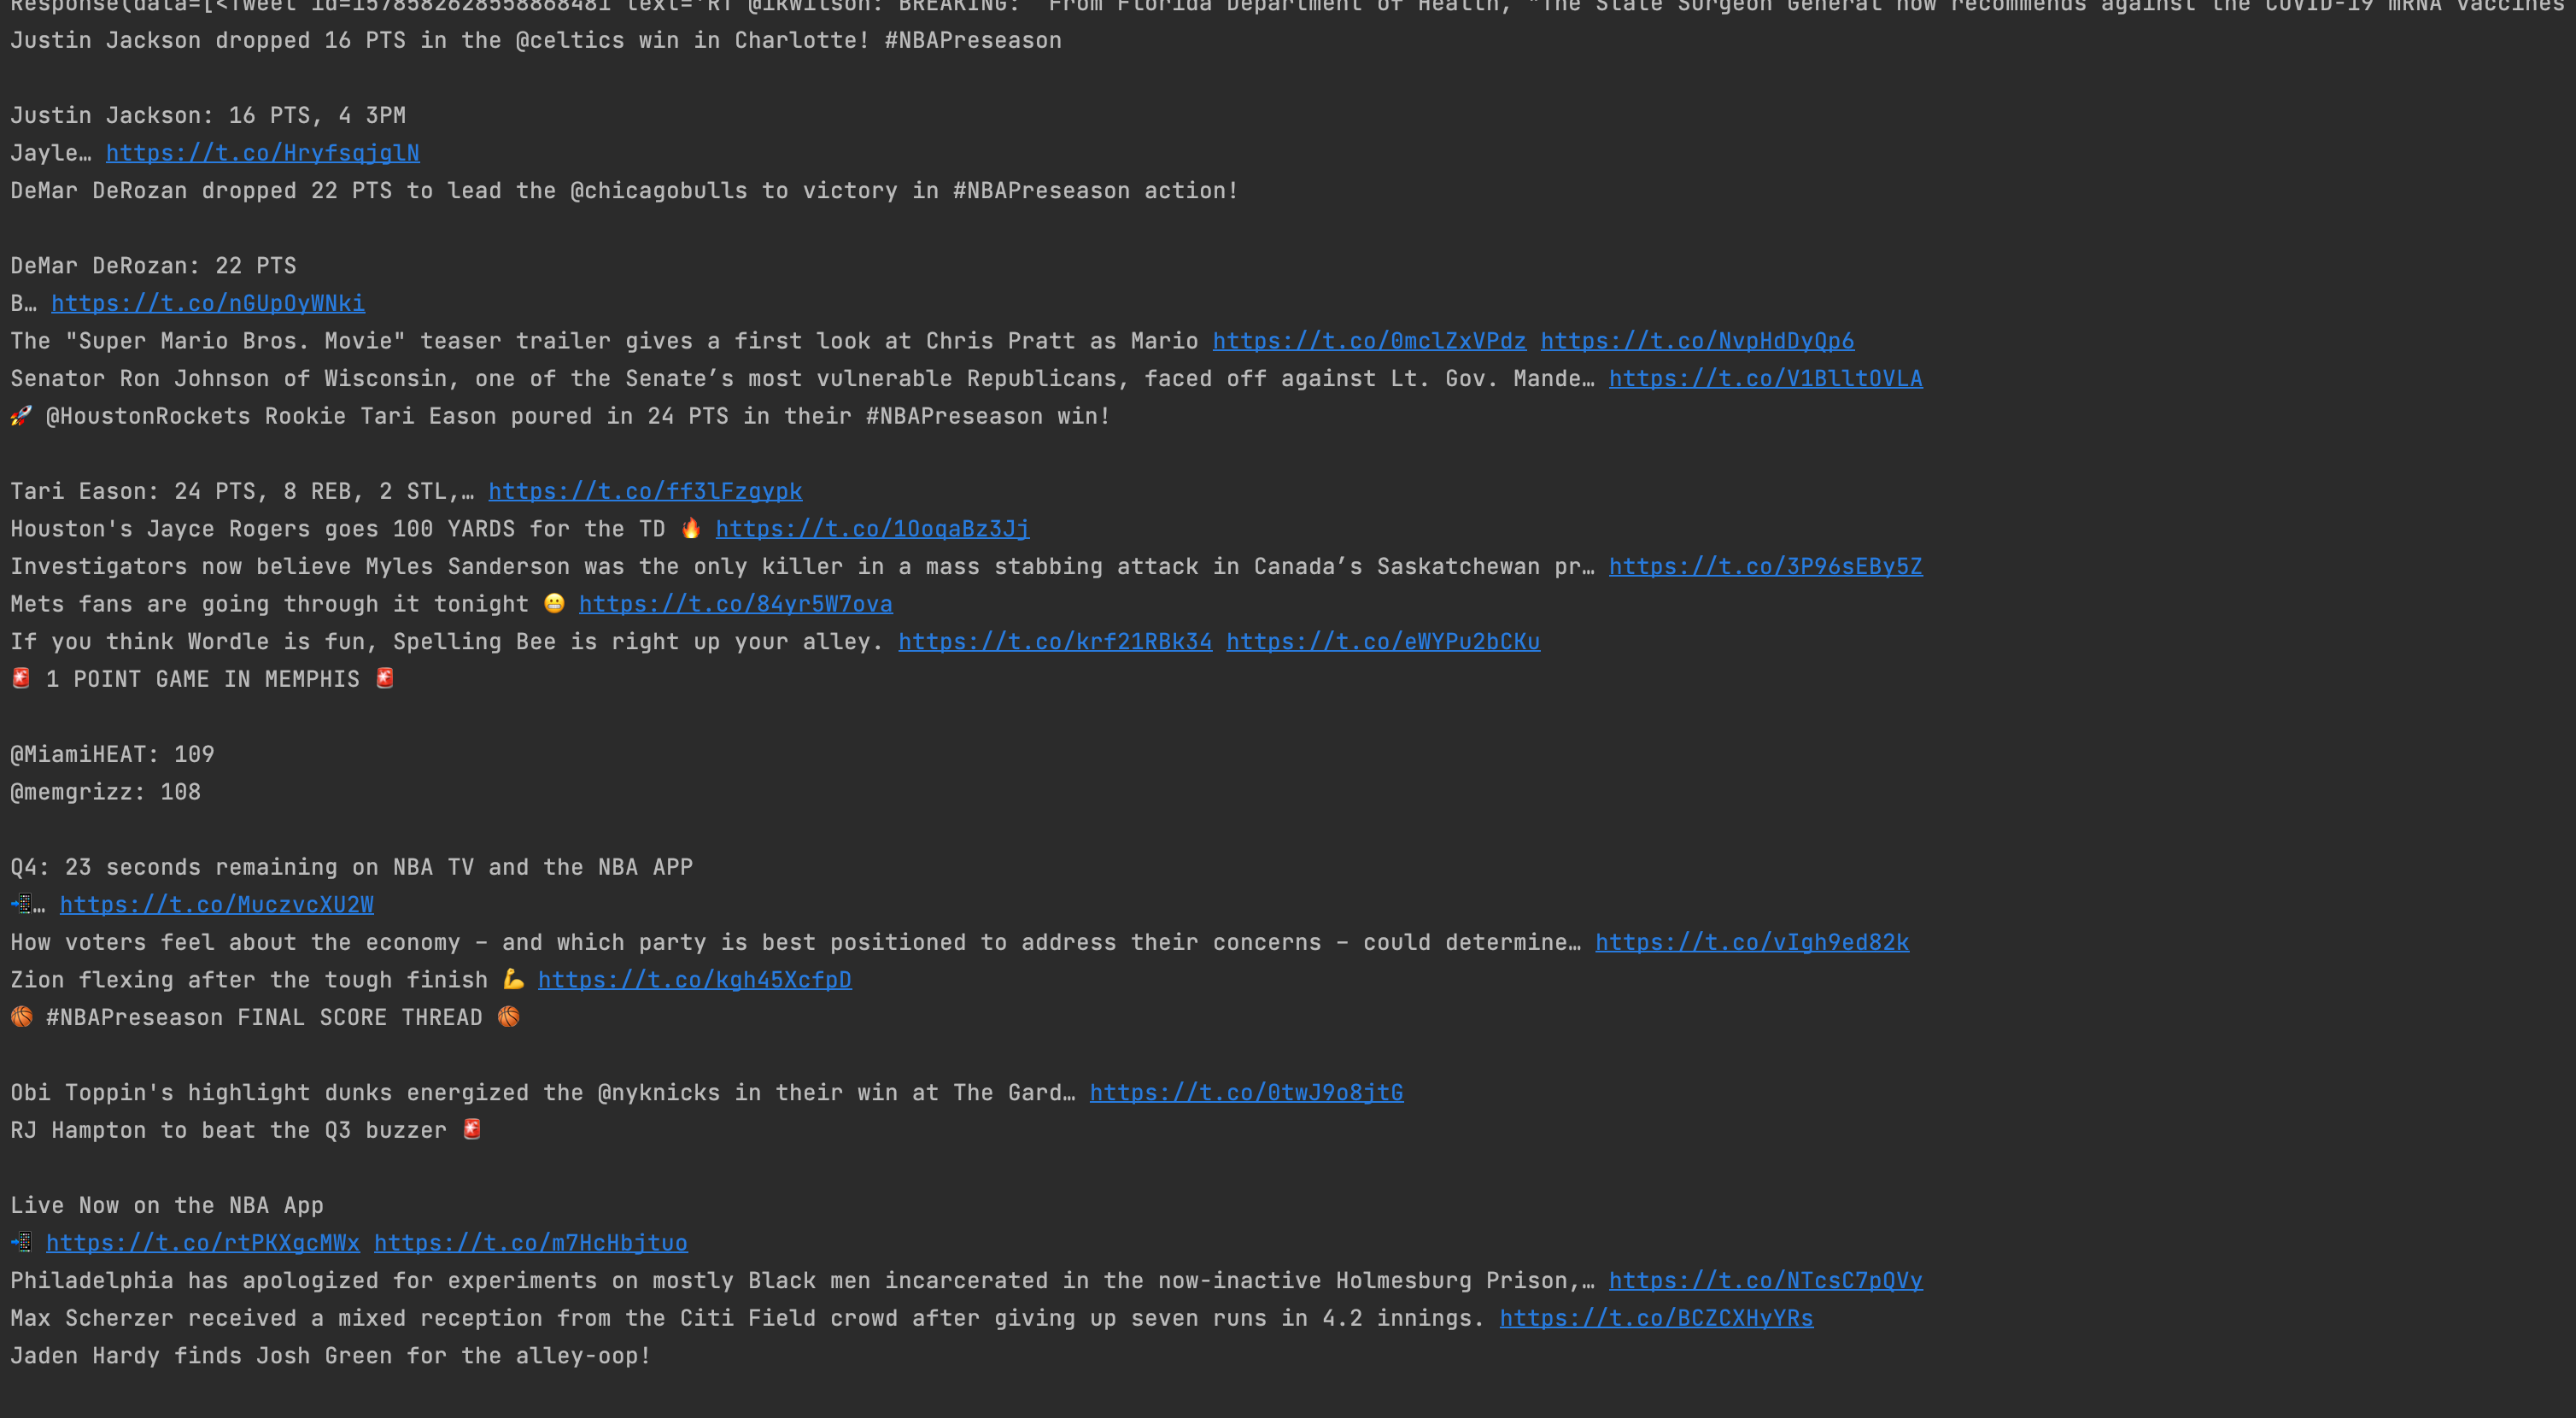 Response(data=[<Tweet id=1578582628558868481 text='RT @ikwilson: BREAKING: From Florida Department of Health, "The State Surgeon General now recommends against the COVID-19 mRNA vaccines
Justin Jackson dropped 16 PTS in the @celtics win in Charlotte! #NBAPreseason
Justin Jackson: 16 PTS, 4 3PM
Jayle… https://t.co/HryfsqjglN
DeMar DeRozan dropped 22 PTS to lead the @chicagobulls to victory in #NBAPreseason action!
DeMar DeRozan: 22 PTS
B… https://t.co/nGUpOyWNki
The "Super Mario Bros. Movie" teaser trailer gives a first look at Chris Pratt as Mario https://t.co/0mclZxVPdz https://t.co/NvpHdDyQp6
Senator Ron Johnson of Wisconsin, one of the Senate’s most vulnerable Republicans, faced off against Lt. Gov. Mande… https://t.co/V1BlltOVLA
🚀 @HoustonRockets Rookie Tari Eason poured in 24 PTS in their #NBAPreseason win!
Tari Eason: 24 PTS, 8 REB, 2 STL,… https://t.co/ff3lFzgypk
Houston's Jayce Rogers goes 100 YARDS for the TD 🔥 https://t.co/1OoqaBz3Jj
Investigators now believe Myles Sanderson was the only killer in a mass stabbing attack in Canada’s Saskatchewan pr… https://t.co/3P96sEBy5Z
Mets fans are going through it tonight 😬 https://t.co/84yr5W7ova
If you think Wordle is fun, Spelling Bee is right up your alley. https://t.co/krf21RBk34 https://t.co/eWYPu2bCKu
🚨 1 POINT GAME IN MEMPHIS 🚨
@MiamiHEAT: 109
@memgrizz: 108
Q4: 23 seconds remaining on NBA TV and the NBA APP
📲… https://t.co/MuczvcXU2W
How voters feel about the economy – and which party is best positioned to address their concerns – could determine… https://t.co/vIgh9ed82k
Zion flexing after the tough finish 💪 https://t.co/kgh45XcfpD
🏀 #NBAPreseason FINAL SCORE THREAD 🏀
Obi Toppin's highlight dunks energized the @nyknicks in their win at The Gard… https://t.co/0twJ9o8jtG
RJ Hampton to beat the Q3 buzzer 🚨
Live Now on the NBA App
📲 https://t.co/rtPKXgcMWx https://t.co/m7HcHbjtuo
Philadelphia has apologized for experiments on mostly Black men incarcerated in the now-inactive Holmesburg Prison,… https://t.co/NTcsC7pQVy
Max Scherzer received a mixed reception from the Citi Field crowd after giving up seven runs in 4.2 innings. https://t.co/BCZCXHyYRs
Jaden Hardy finds Josh Green for the alley-oop!